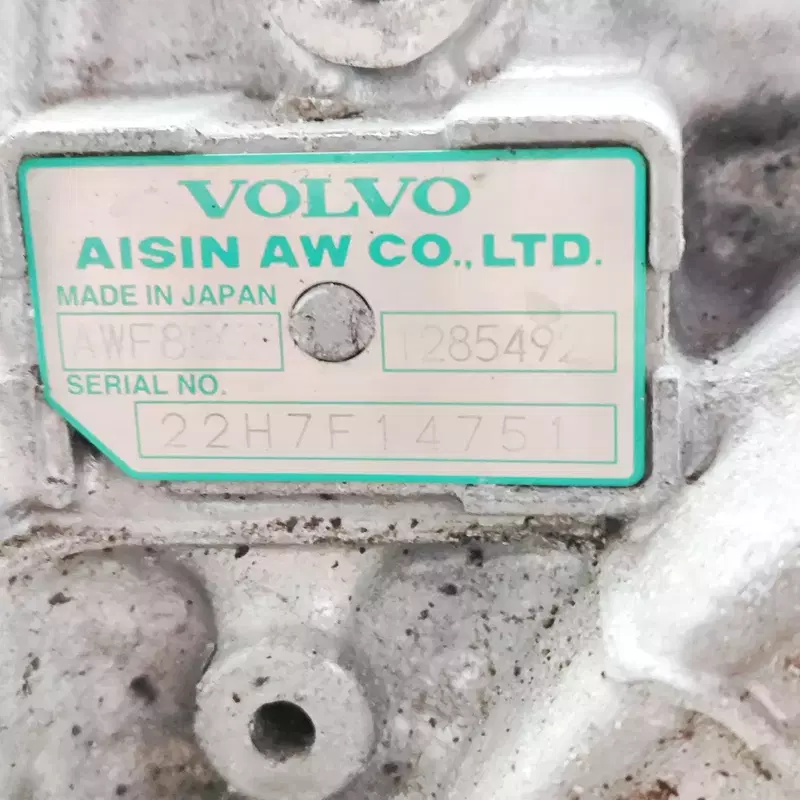 VOLVO
AISIN AW CO., LTD.
MADE IN JAPAN
1285492
SERIAL NO.
22H7F14751